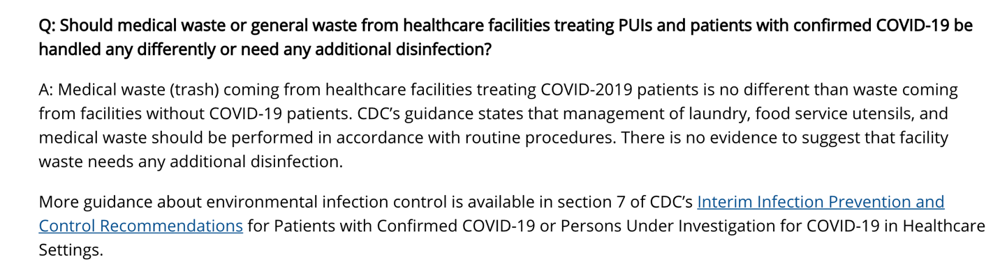 Q: Should medical waste or general waste from healthcare facilities treating PUIs and patients with confirmed COVID-19 be
handled any differently or need any additional disinfection?
A: Medical waste (trash) coming from healthcare facilities treating COVID-2019 patients is no different than waste coming
from facilities without COVID-19 patients. CDC’s guidance states that management of laundry, food service utensils, and
medical waste should be performed in accordance with routine procedures. There is no evidence to suggest that facility
waste needs any additional disinfection.
More guidance about environmental infection control is available in section 7 of CDC’s Interim Infection Prevention and
Control Recommendations for Patients with Confirmed COVID-19 or Persons Under Investigation for COVID-19 in Healthcare
Settings.